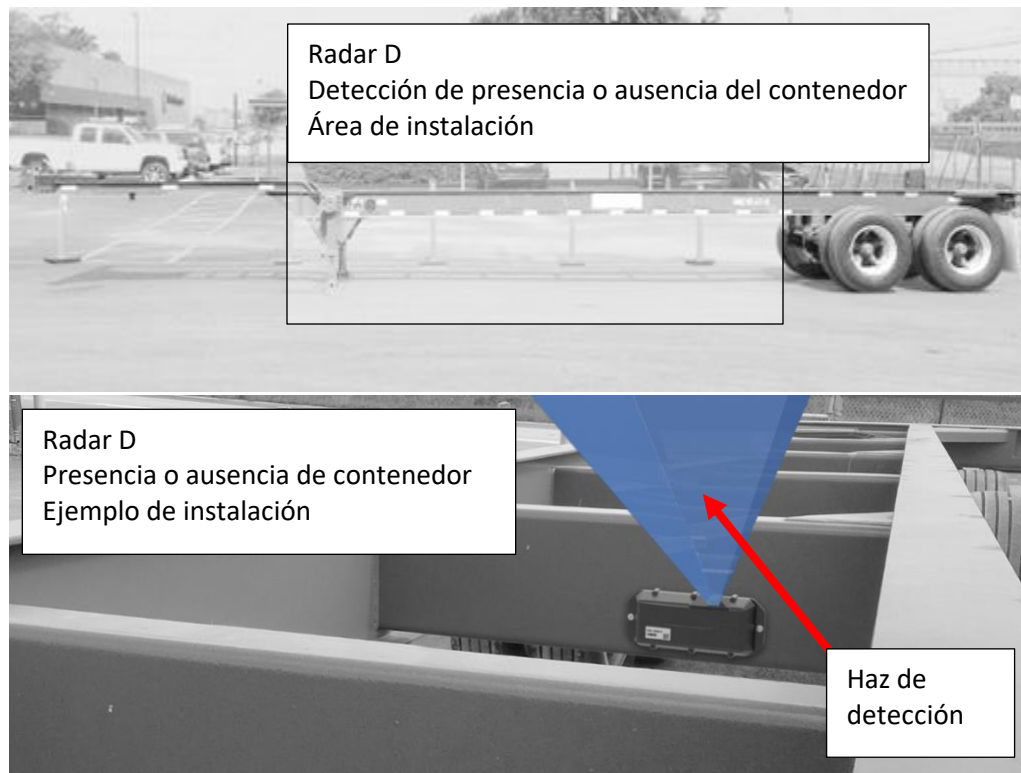 Radar D
Detección de presencia o ausencia del contenedor
Área de instalación
Radar D
Presencia o ausencia de contenedor
Ejemplo de instalación
Haz de
detección